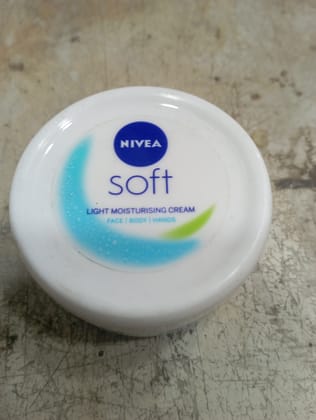 NIVEA
soft
LIGHT MOISTURISING CREAM
FACE | BODY | HANDS